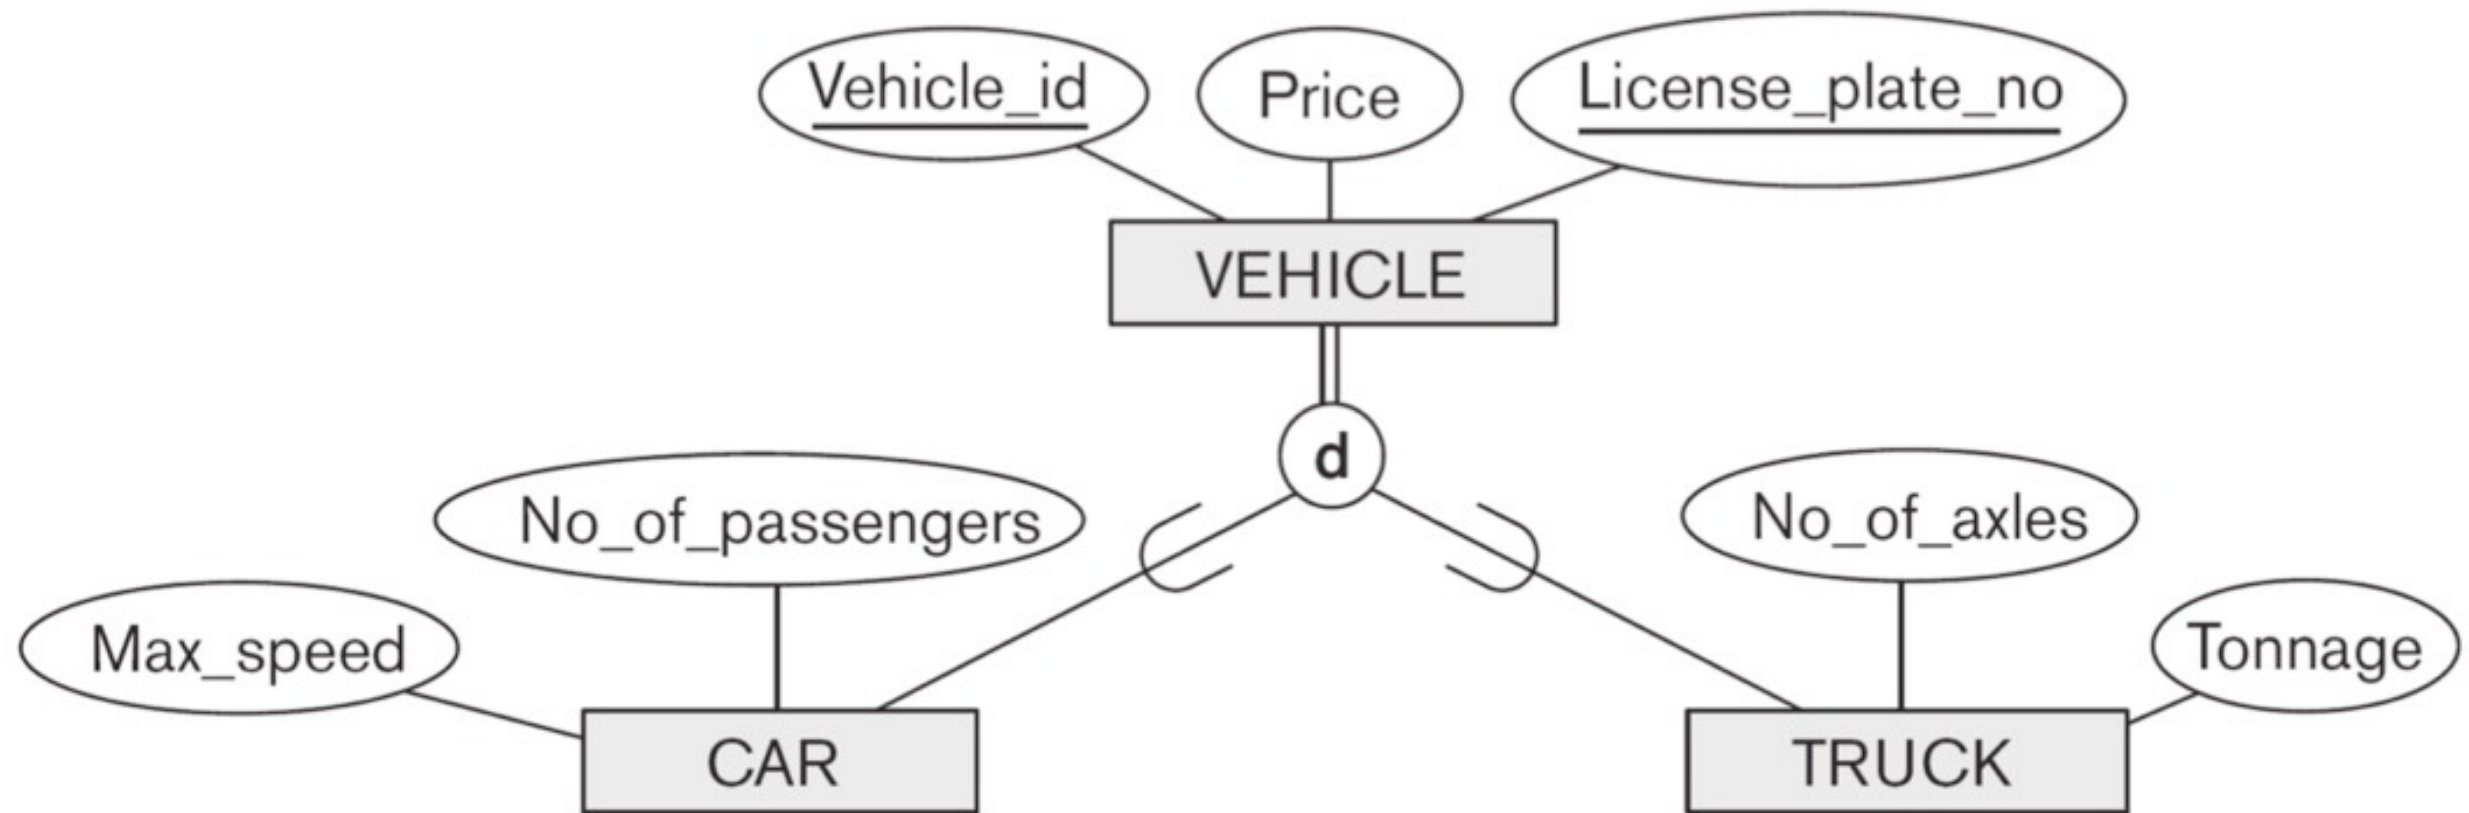 Vehicle_id
Price
License_plate_no
VEHICLE
d
No_of_passengers
No_of_axles
Max_speed
Tonnage
CAR
TRUCK